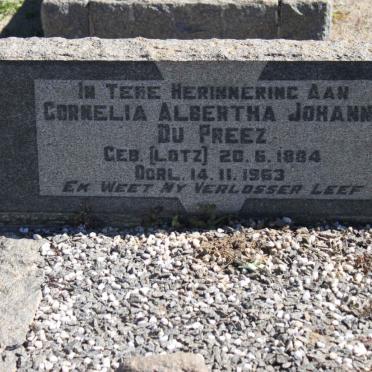 In Tere Herinnering Aan
Cornelia Albertha Johann
Du Preez
Geb. (Lotz) 20. 6. 1884
Oorl. 14. 11. 1963
Ek Weet My Verlosser Leef